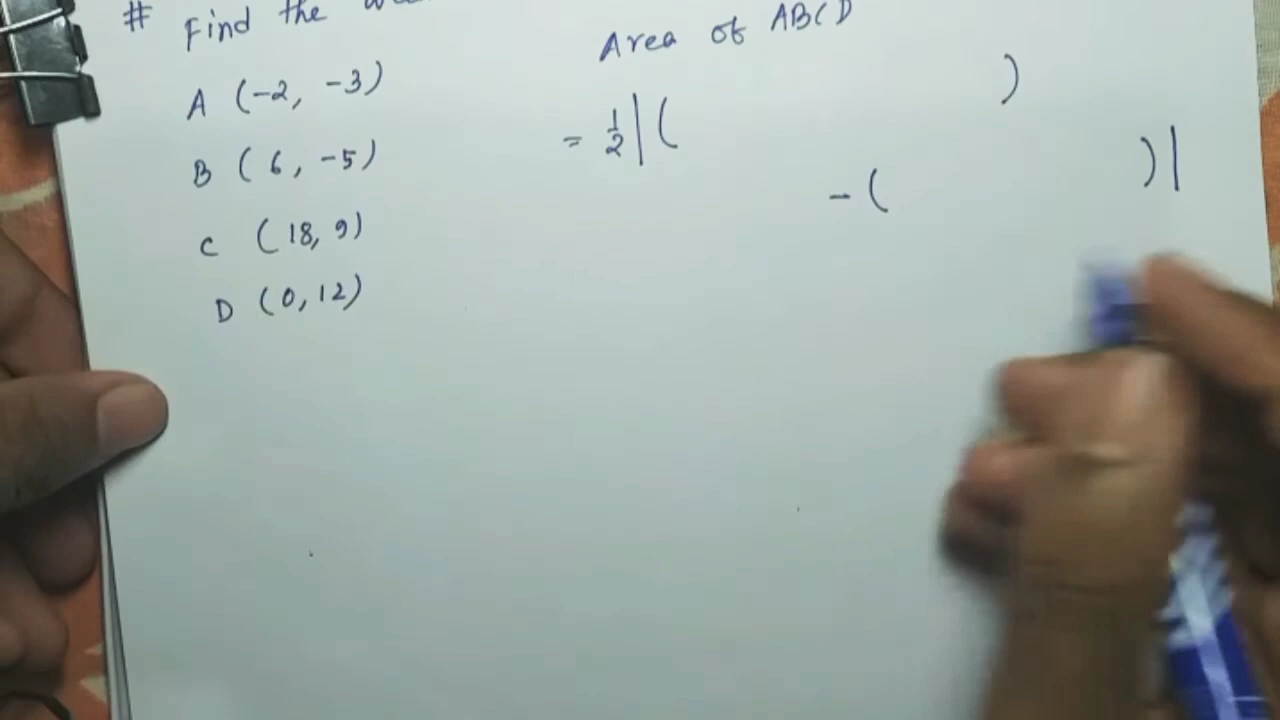 # Find the
A (-2, -3)
B (6, -5)
C (18, 9)
D (0, 12)
Area of ABCD
= 1/2 | (          )
- (          ) |